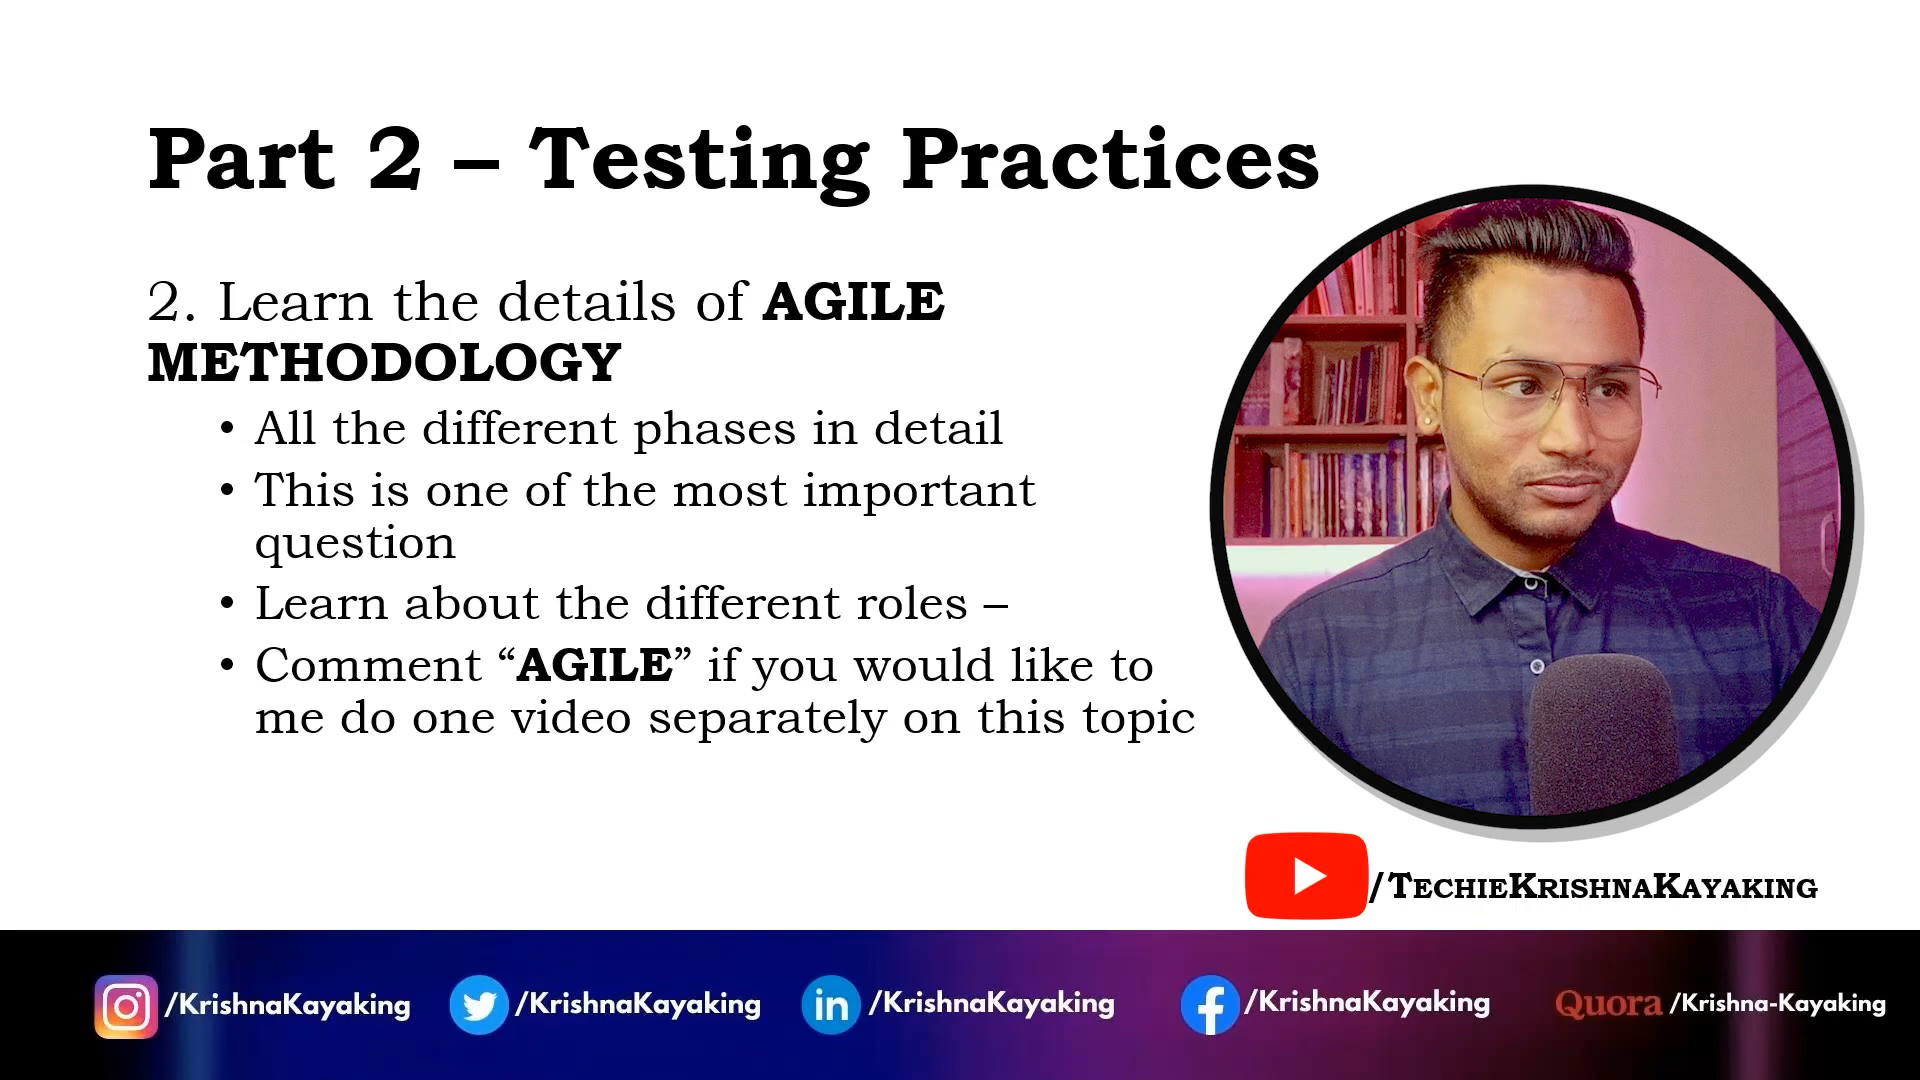 Part 2 – Testing Practices
2. Learn the details of AGILE
METHODOLOGY
• All the different phases in detail
• This is one of the most important
question
• Learn about the different roles –
• Comment “AGILE” if you would like to
me do one video separately on this topic
/TechieKrishnaKayaking
/KrishnaKayaking
/KrishnaKayaking
in /KrishnaKayaking
/KrishnaKayaking
Quora /Krishna-Kayaking